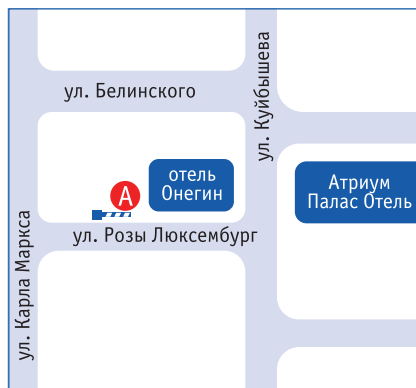 ул. Белинского
ул. Куйбышева
А
отель
Онегин
Атриум
Палас Отель
ул. Розы Люксембург
ул. Карла Маркса